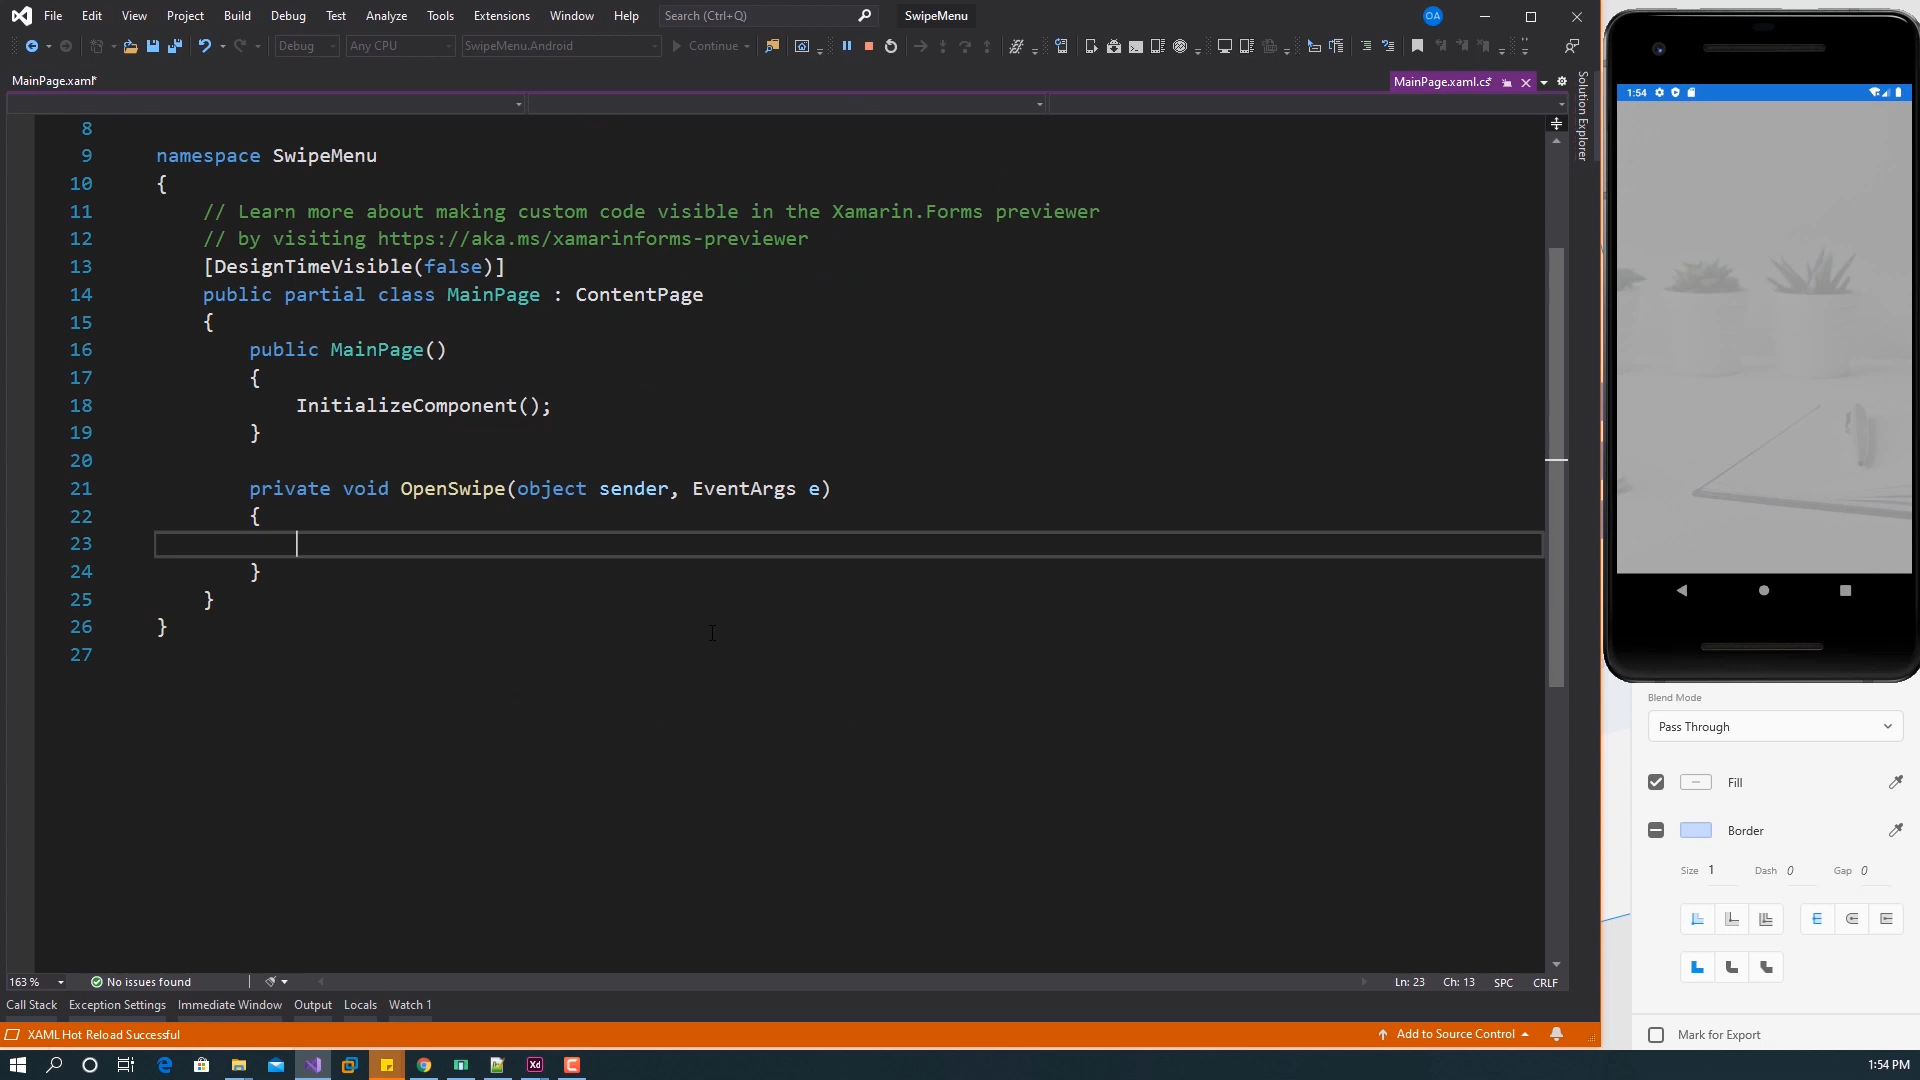 File Edit View Project Build Debug Test Analyze Tools Extensions Window Help Search (Ctrl+Q) SwipeMenu OA
Debug Any CPU SwipeMenu.Android Continue
MainPage.xaml* MainPage.xaml.cs*
Solution Explorer
8
9 namespace SwipeMenu
10 {
11 // Learn more about making custom code visible in the Xamarin.Forms previewer
12 // by visiting https://aka.ms/xamarinforms-previewer
13 [DesignTimeVisible(false)]
14 public partial class MainPage : ContentPage
15 {
16 public MainPage()
17 {
18 InitializeComponent();
19 }
20
21 private void OpenSwipe(object sender, EventArgs e)
22 {
23
24 }
25 }
26 }
27
163 % No issues found Ln: 23 Ch: 13 SPC CRLF
Call Stack Exception Settings Immediate Window Output Locals Watch 1
XAML Hot Reload Successful Add to Source Control
1:54
Blend Mode
Pass Through
Fill
Border
Size 1 Dash 0 Gap 0
Mark for Export
Xd
1:54 PM